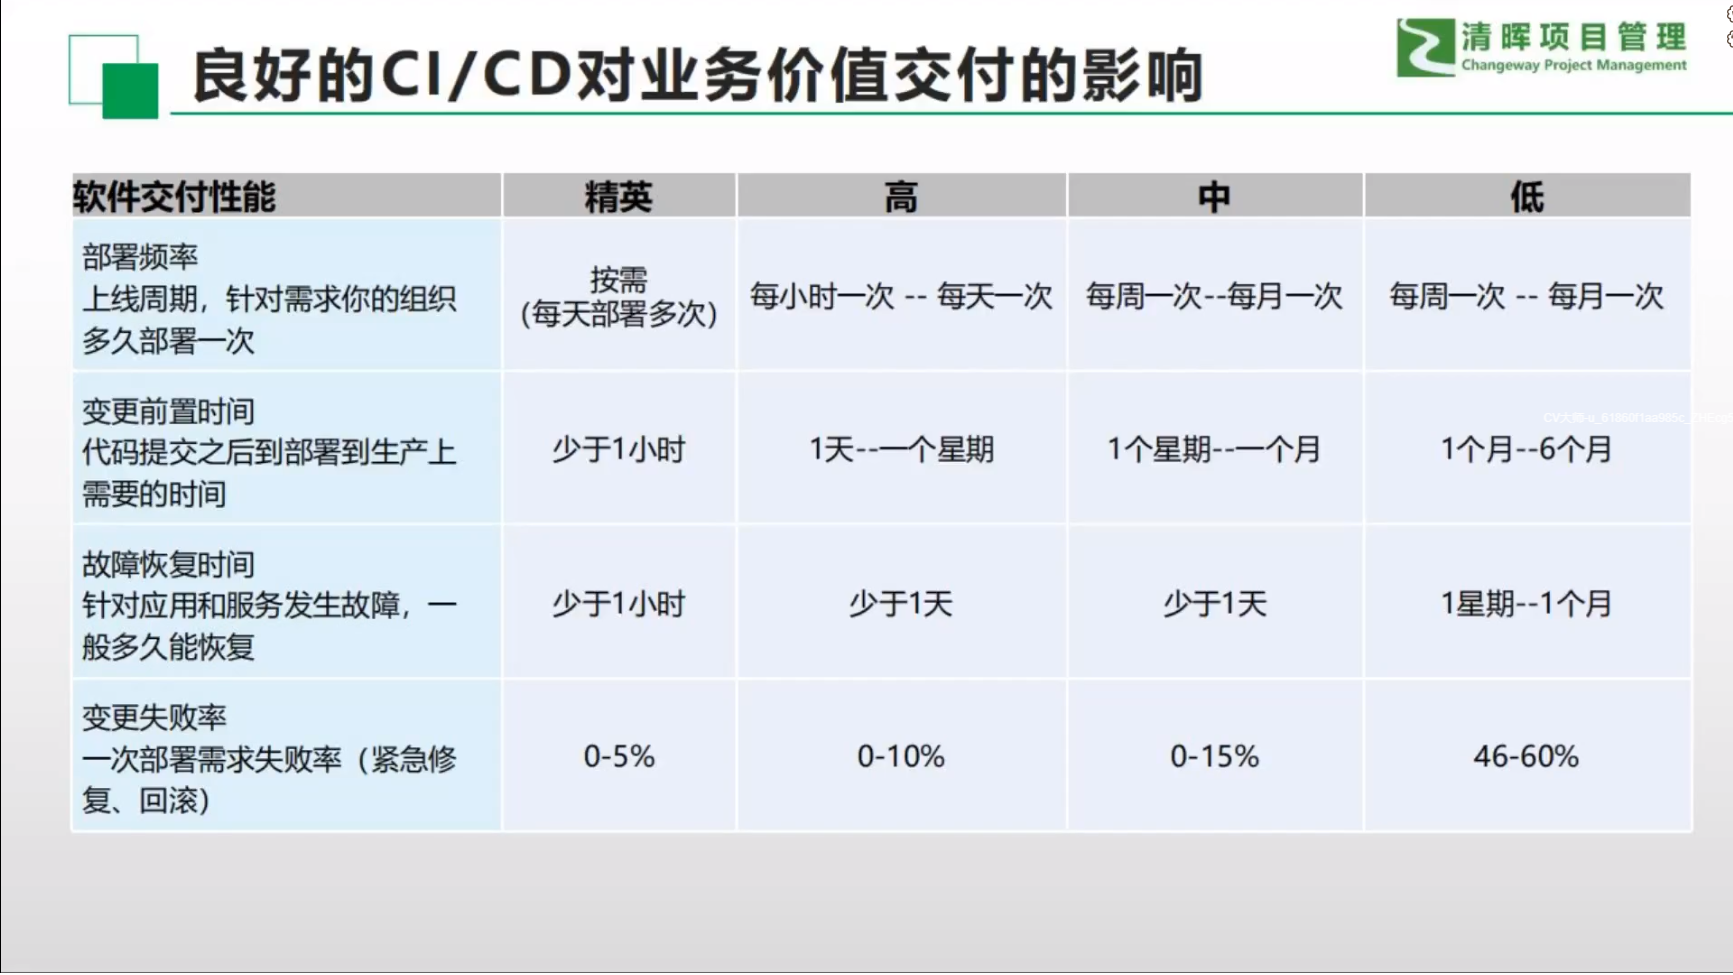 良好的CI/CD对业务价值交付的影响
清晖项目管理
Changeway Project Management
软件交付性能 精英 高 中 低
部署频率
上线周期，针对需求你的组织
多久部署一次
按需
（每天部署多次）
每小时一次 -- 每天一次
每周一次--每月一次
每周一次 -- 每月一次
变更前置时间
代码提交之后到部署到生产上
需要的时间
少于1小时
1天--一个星期
1个星期--一个月
1个月--6个月
故障恢复时间
针对应用和服务发生故障，一
般多久能恢复
少于1小时
少于1天
少于1天
1星期--1个月
变更失败率
一次部署需求失败率（紧急修
复、回滚）
0-5%
0-10%
0-15%
46-60%